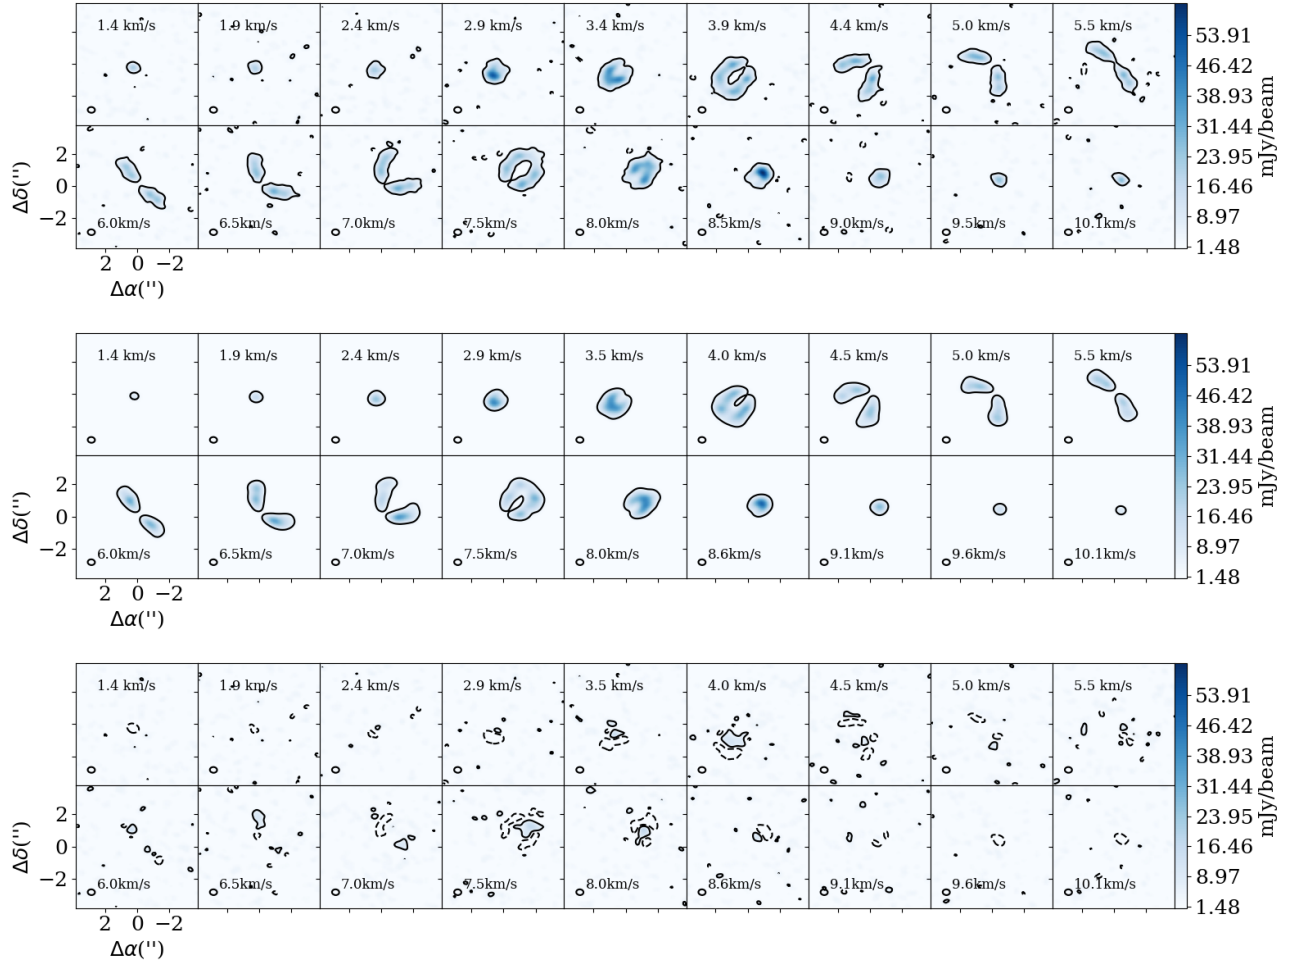 1.4 km/s 1.9 km/s 2.4 km/s 2.9 km/s 3.4 km/s 3.9 km/s 4.4 km/s 5.0 km/s 5.5 km/s
6.0km/s 6.5km/s 7.0km/s 7.5km/s 8.0km/s 8.5km/s 9.0km/s 9.5km/s 10.1km/s
2
0
−2
Δδ('')
2 0 −2
Δα('')
53.91
46.42
38.93
31.44
23.95
16.46
8.97
1.48
mJy/beam
1.4 km/s 1.9 km/s 2.4 km/s 2.9 km/s 3.5 km/s 4.0 km/s 4.5 km/s 5.0 km/s 5.5 km/s
6.0km/s 6.5km/s 7.0km/s 7.5km/s 8.0km/s 8.6km/s 9.1km/s 9.6km/s 10.1km/s
2
0
−2
Δδ('')
2 0 −2
Δα('')
53.91
46.42
38.93
31.44
23.95
16.46
8.97
1.48
mJy/beam
1.4 km/s 1.9 km/s 2.4 km/s 2.9 km/s 3.5 km/s 4.0 km/s 4.5 km/s 5.0 km/s 5.5 km/s
6.0km/s 6.5km/s 7.0km/s 7.5km/s 8.0km/s 8.6km/s 9.1km/s 9.6km/s 10.1km/s
2
0
−2
Δδ('')
2 0 −2
Δα('')
53.91
46.42
38.93
31.44
23.95
16.46
8.97
1.48
mJy/beam